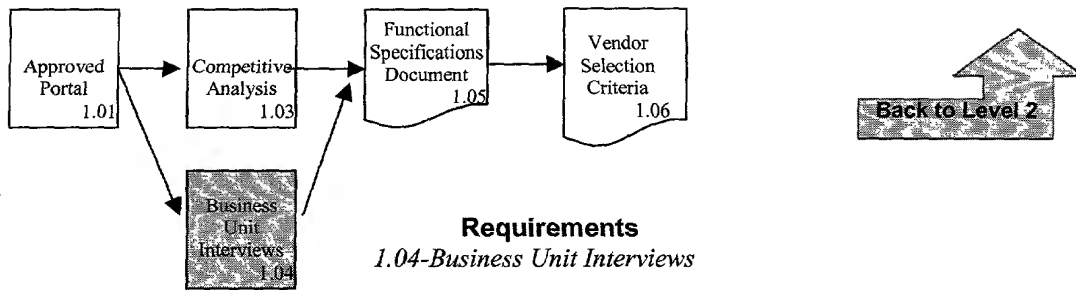 Approved
Portal
1.01
Competitive
Analysis
1.03
Functional
Specifications
Document
1.05
Vendor
Selection
Criteria
1.06
Back to Level 2
Business
Unit
Interviews
1.04
Requirements
1.04-Business Unit Interviews